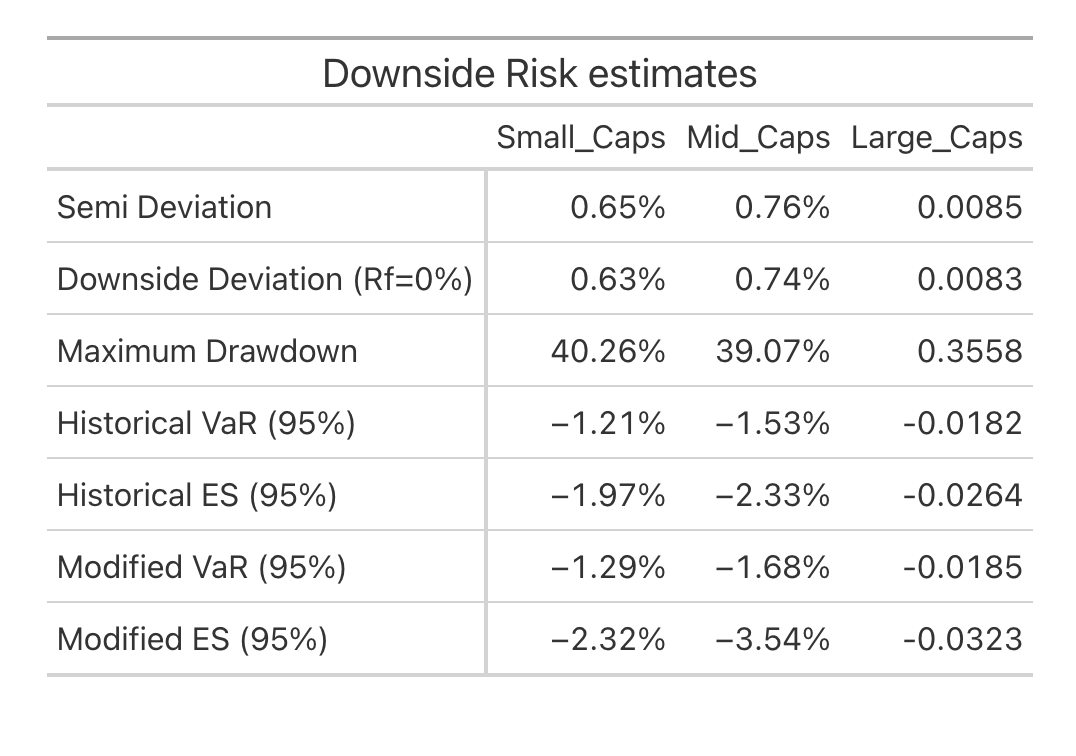 Downside Risk estimates
Small_Caps Mid_Caps Large_Caps
Semi Deviation 0.65% 0.76% 0.0085
Downside Deviation (Rf=0%) 0.63% 0.74% 0.0083
Maximum Drawdown 40.26% 39.07% 0.3558
Historical VaR (95%) −1.21% −1.53% -0.0182
Historical ES (95%) −1.97% −2.33% -0.0264
Modified VaR (95%) −1.29% −1.68% -0.0185
Modified ES (95%) −2.32% −3.54% -0.0323